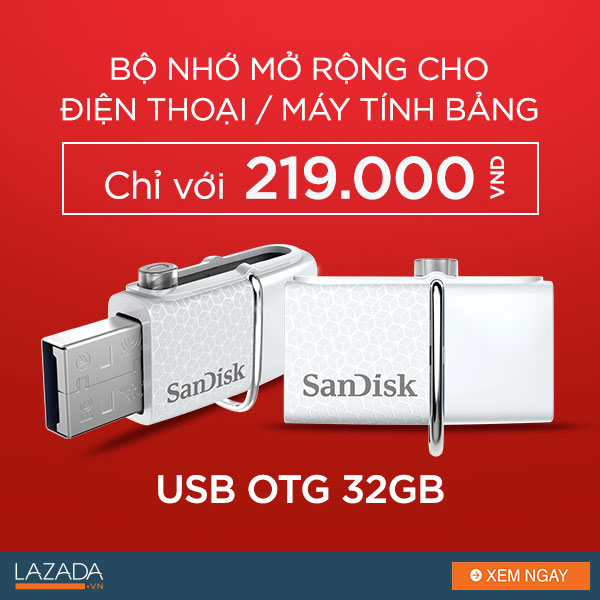 BỘ NHỚ MỞ RỘNG CHO
ĐIỆN THOẠI / MÁY TÍNH BẢNG
Chỉ với 219.000 VND
SanDisk
SanDisk
USB OTG 32GB
LAZADA.VN
XEM NGAY